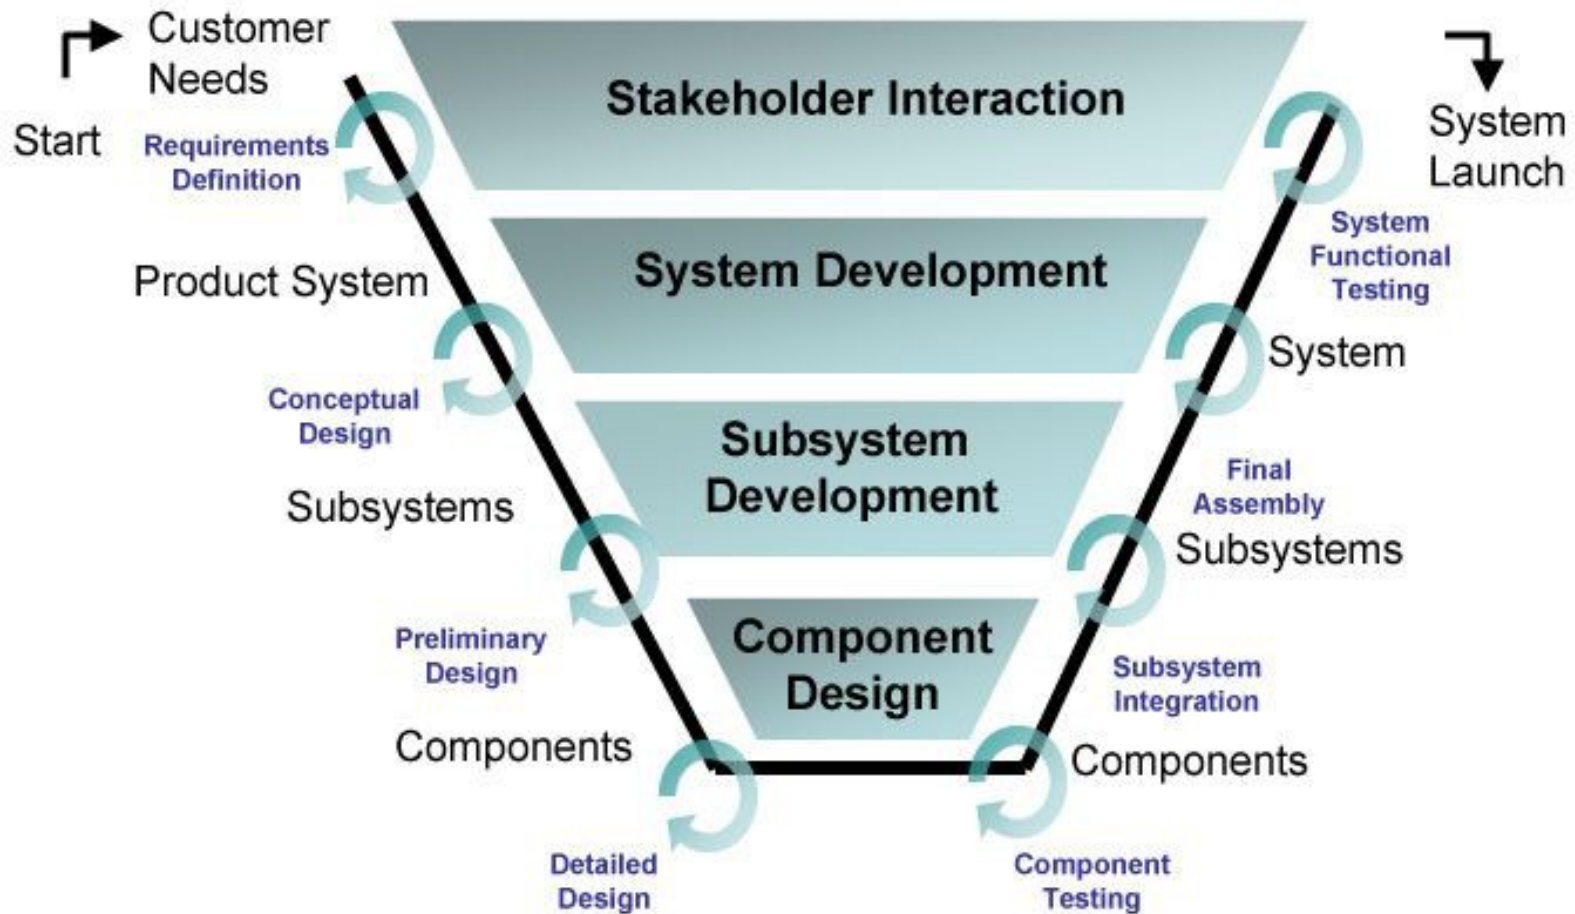 Customer
Needs
Start
Requirements
Definition
Product System
Conceptual
Design
Subsystems
Preliminary
Design
Components
Detailed
Design
Stakeholder Interaction
System Development
Subsystem
Development
Component
Design
System
Launch
System
Functional
Testing
System
Final
Assembly
Subsystems
Subsystem
Integration
Components
Component
Testing